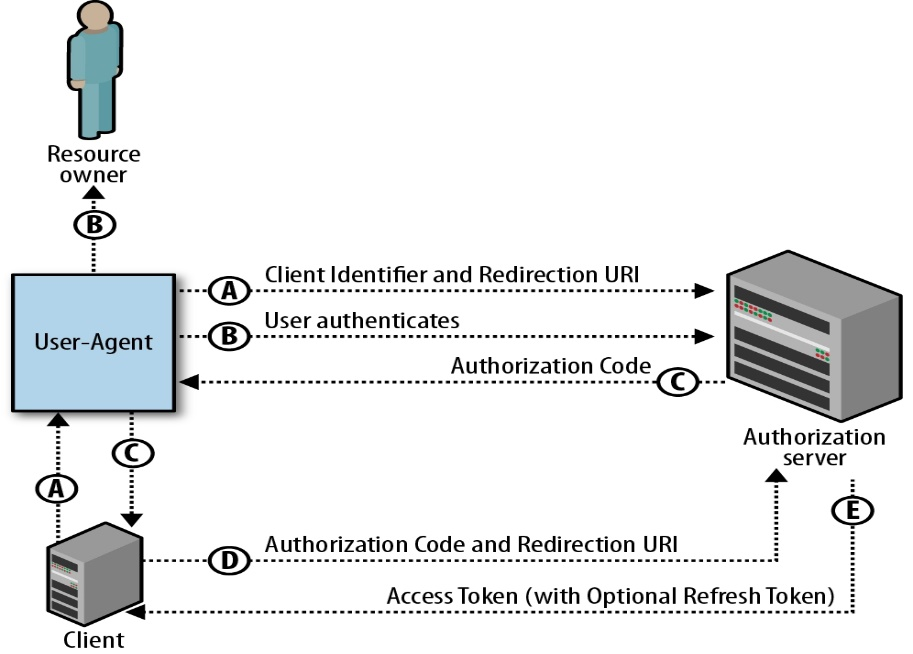 Resource
owner
B
A
Client Identifier and Redirection URI
User-Agent
B
User authenticates
Authorization Code
C
Authorization
server
C
A
E
D
Authorization Code and Redirection URI
Access Token (with Optional Refresh Token)
Client